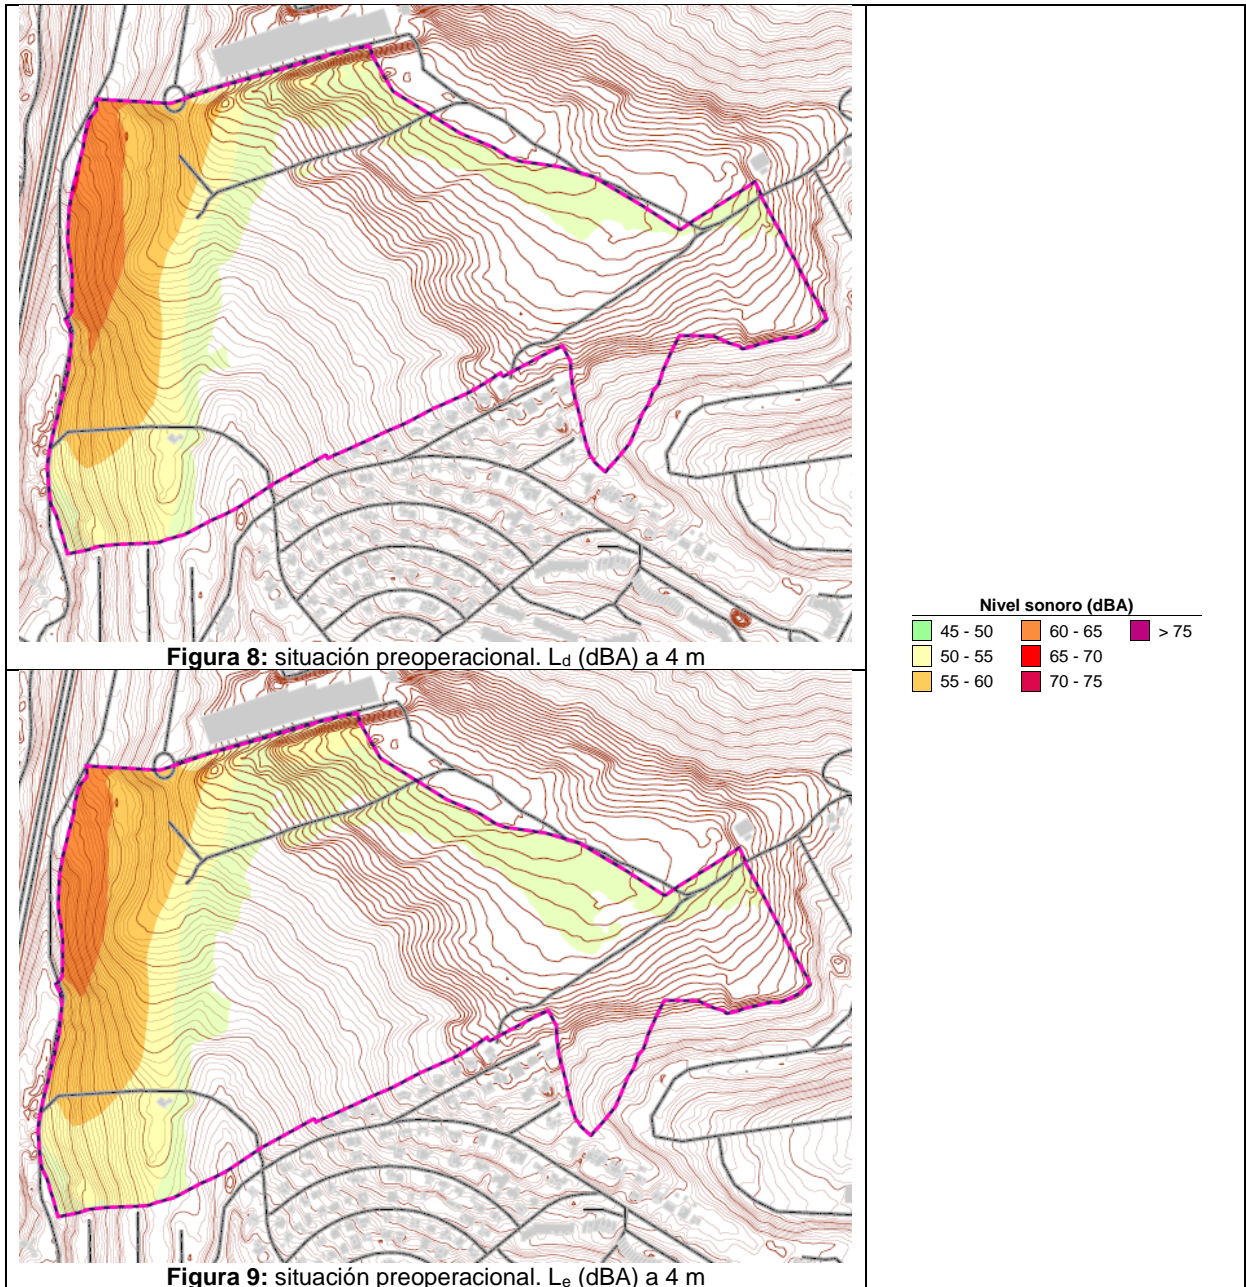 Figura 8: situación preoperacional. Ld (dBA) a 4 m
Nivel sonoro (dBA)
45 - 50 60 - 65 > 75
50 - 55 65 - 70
55 - 60 70 - 75
Figura 9: situación preoperacional. Le (dBA) a 4 m